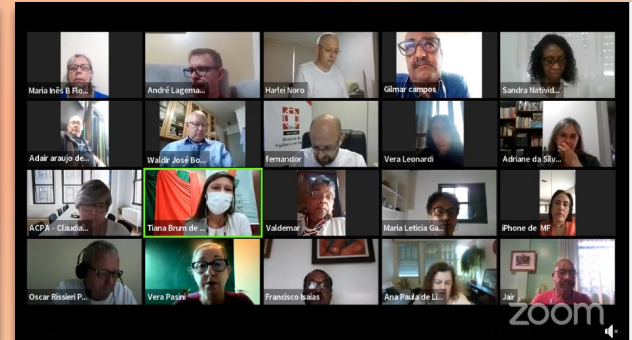 Maria Inês B Flo...
André Lagema...
Harlei Noro
Gilmar campos
Sandra Nativid...
Adair araujo de...
Waldir José Bo...
fernandor
Vera Leonardi
Adriane da Silv...
ACPA - Claudia...
Tiana Brum de ...
Valdemar
Maria Leticia Ga...
iPhone de MF
Oscar Rissieri P...
Vera Pasini
Francisco Isaías
Ana Paula de Li...
Jair
zoom